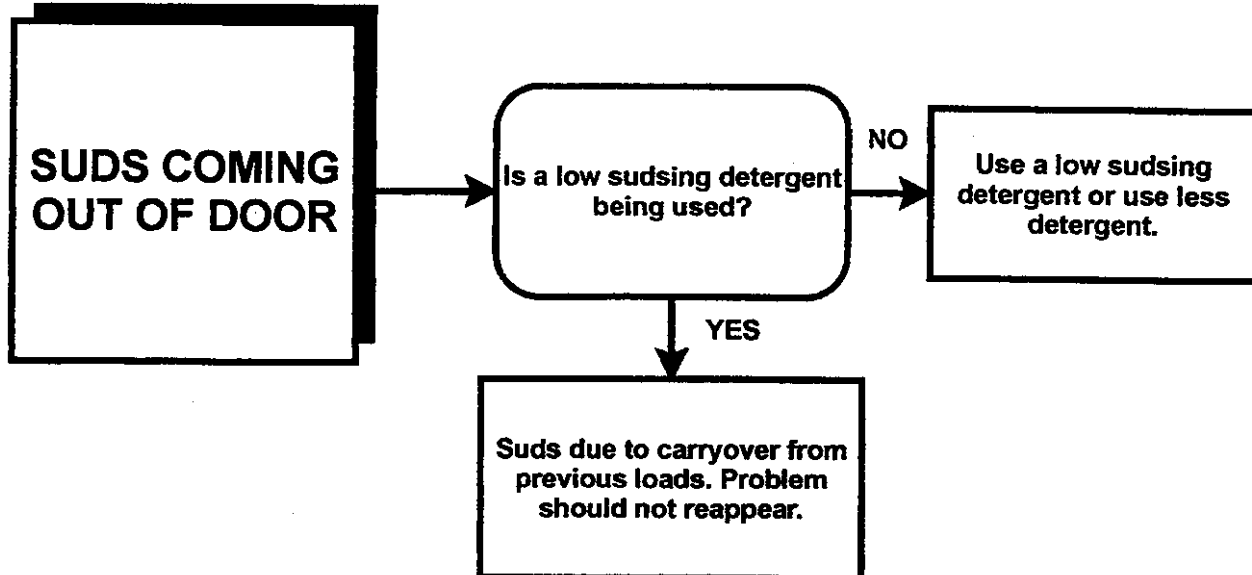 SUDS COMING
OUT OF DOOR
Is a low sudsing detergent
being used?
NO
Use a low sudsing
detergent or use less
detergent.
YES
Suds due to carryover from
previous loads. Problem
should not reappear.